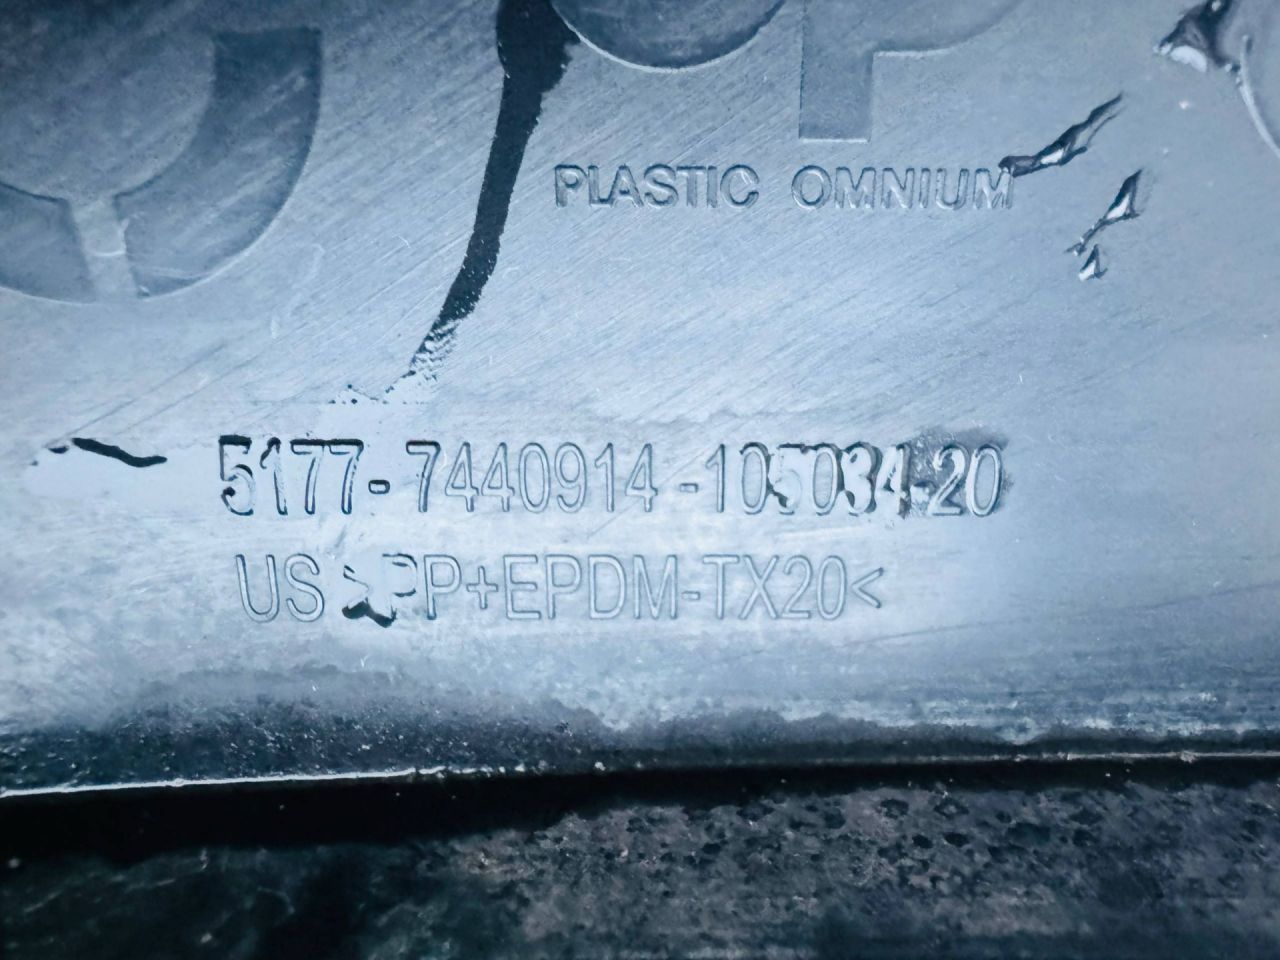 PLASTIC OMNIUM
5177-7440914-105034-20
US >PP+EPDM-TX20<